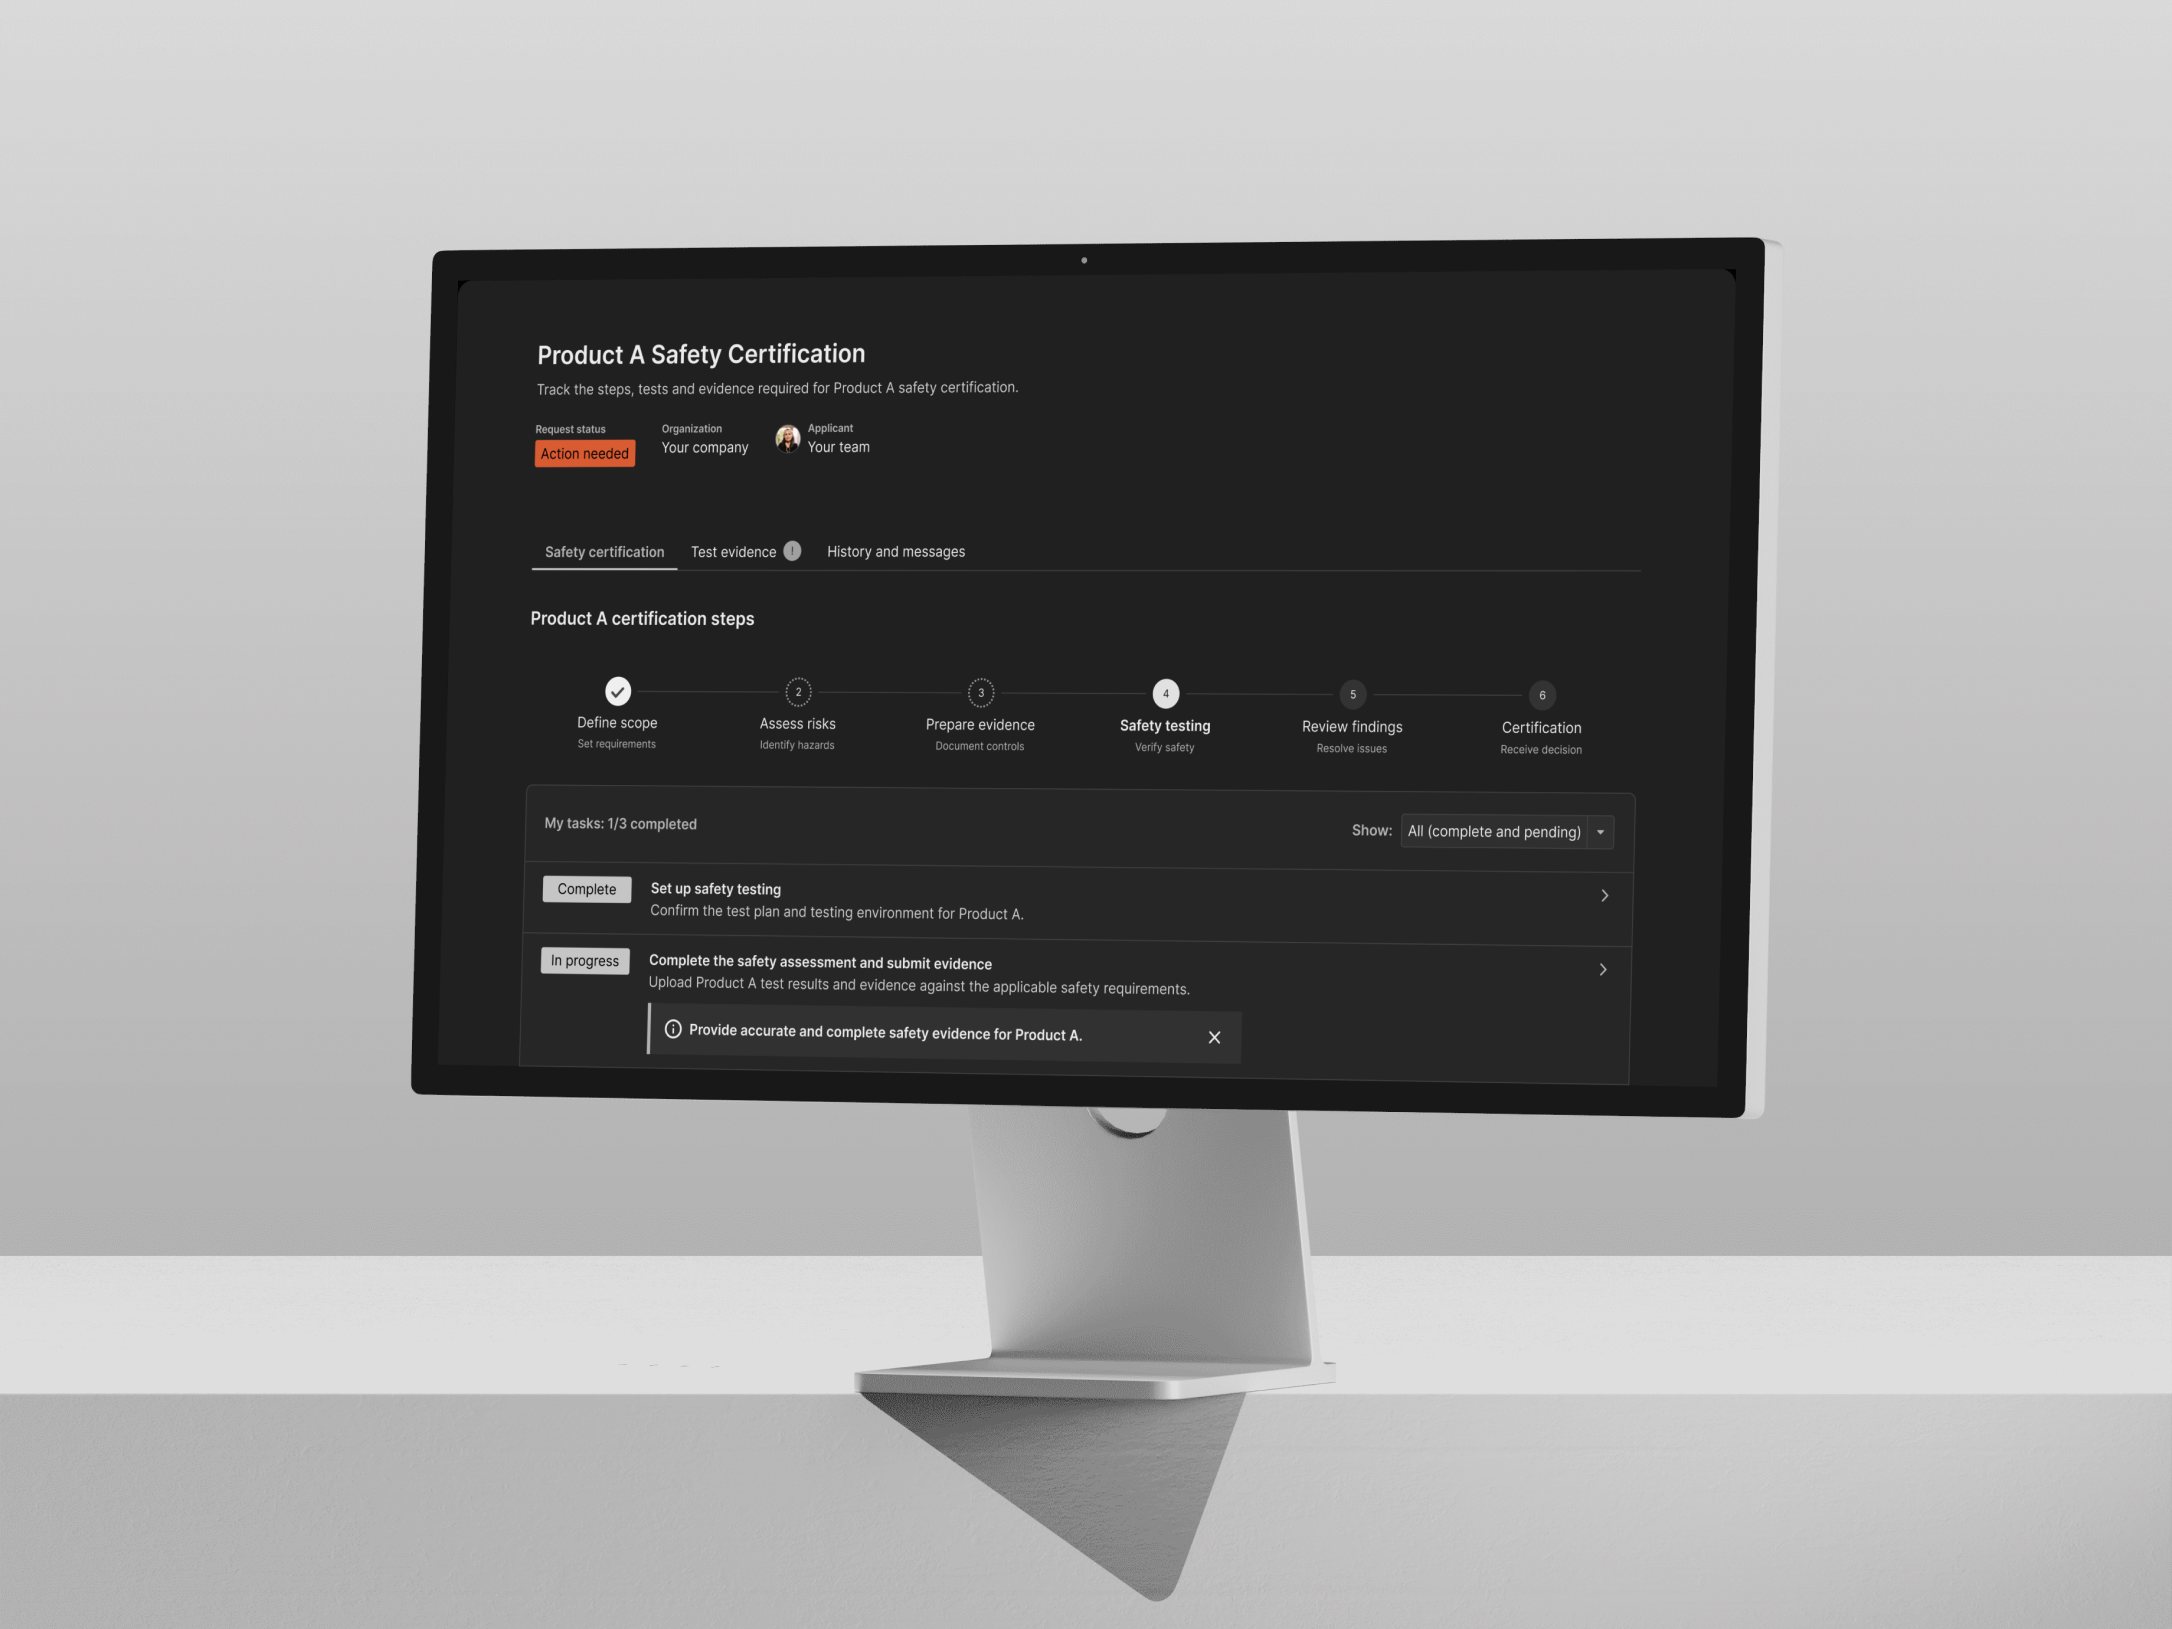 Product A Safety Certification
Track the steps, tests and evidence required for Product A safety certification.
Request status
Organization
Applicant
Action needed
Your company
Your team
Safety certification
Test evidence !
History and messages
Product A certification steps
2
3
4
5
6
Define scope
Assess risks
Prepare evidence
Safety testing
Review findings
Certification
Set requirements
Identify hazards
Document controls
Verify safety
Resolve issues
Receive decision
My tasks: 1/3 completed
Show: All (complete and pending)
Complete
Set up safety testing
Confirm the test plan and testing environment for Product A.
In progress
Complete the safety assessment and submit evidence
Upload Product A test results and evidence against the applicable safety requirements.
Provide accurate and complete safety evidence for Product A.